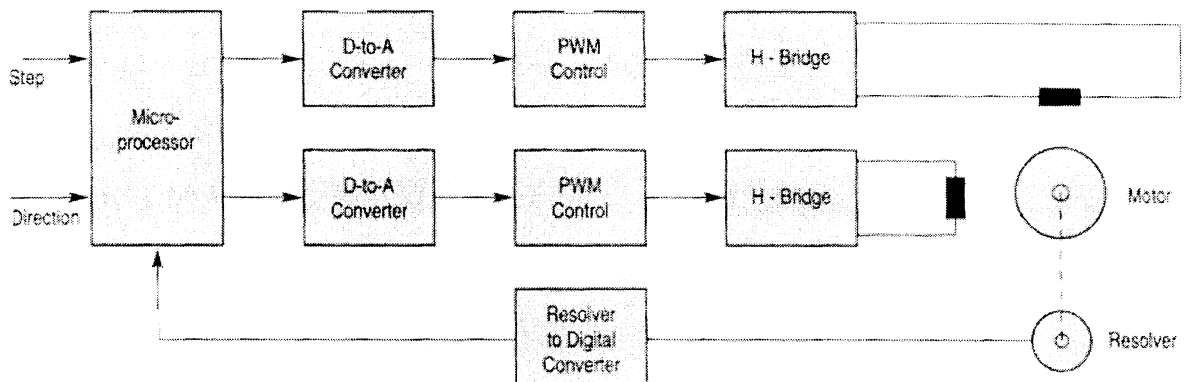 Step
Direction
Micro-
processor
D-to-A
Converter
PWM
Control
H - Bridge
D-to-A
Converter
PWM
Control
H - Bridge
Motor
Resolver
to Digital
Converter
Resolver